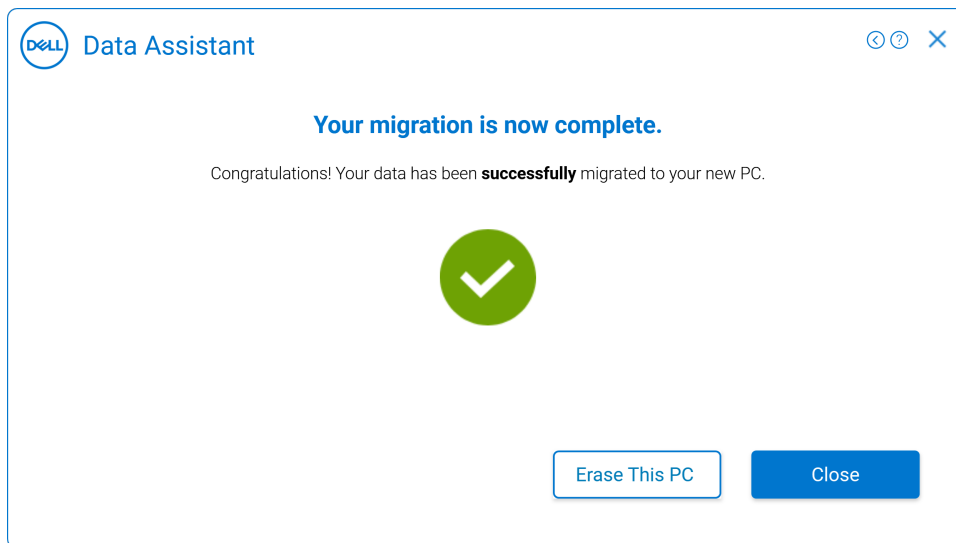 DELL
Data Assistant
?
Your migration is now complete.
Congratulations! Your data has been successfully migrated to your new PC.
Erase This PC
Close